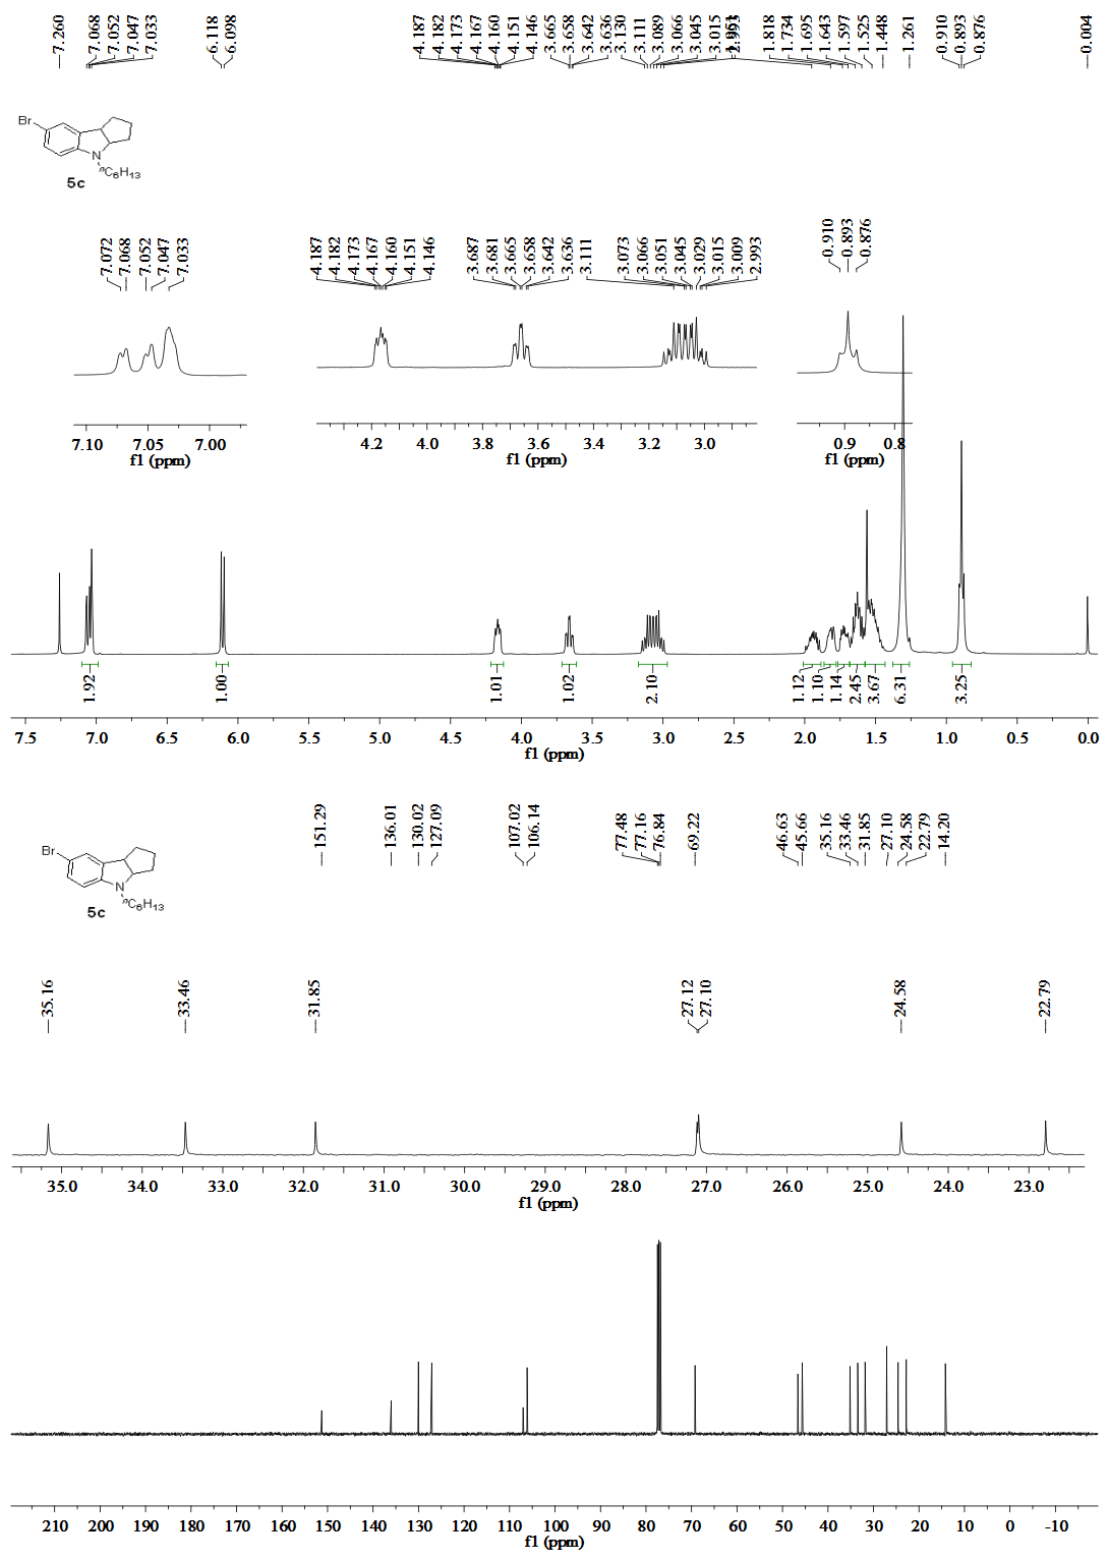 7.260 7.068 7.052 7.047 7.033 6.118 6.098 4.187 4.182 4.173 4.167 4.160 4.151 4.146 3.665 3.658 3.642 3.636 3.130 3.111 3.089 3.066 3.045 3.015 2.993 1.818 1.734 1.695 1.643 1.597 1.525 1.448 1.261 0.910 0.893 0.876 -0.004
Br
N
nC6H13
5c
7.072 7.068 7.052 7.047 7.033 4.187 4.182 4.173 4.167 4.160 4.151 4.146 3.687 3.681 3.665 3.658 3.642 3.636 3.111 3.073 3.066 3.051 3.045 3.029 3.015 3.009 2.993 0.910 0.893 0.876
7.10 7.05 7.00 4.2 4.0 3.8 3.6 3.4 3.2 3.0 0.9 0.8
f1 (ppm) f1 (ppm) f1 (ppm)
1.92 1.00 1.01 1.02 2.10 1.12 1.10 1.14 2.45 3.67 6.31 3.25
7.5 7.0 6.5 6.0 5.5 5.0 4.5 4.0 3.5 3.0 2.5 2.0 1.5 1.0 0.5 0.0
f1 (ppm)
151.29 136.01 130.02 127.09 107.02 106.14 77.48 77.16 76.84 69.22 46.63 45.66 35.16 33.46 31.85 27.10 24.58 22.79 14.20
Br
N
nC6H13
5c
35.16 33.46 31.85 27.12 27.10 24.58 22.79
35.0 34.0 33.0 32.0 31.0 30.0 29.0 28.0 27.0 26.0 25.0 24.0 23.0
f1 (ppm)
210 200 190 180 170 160 150 140 130 120 110 100 90 80 70 60 50 40 30 20 10 0 -10
f1 (ppm)